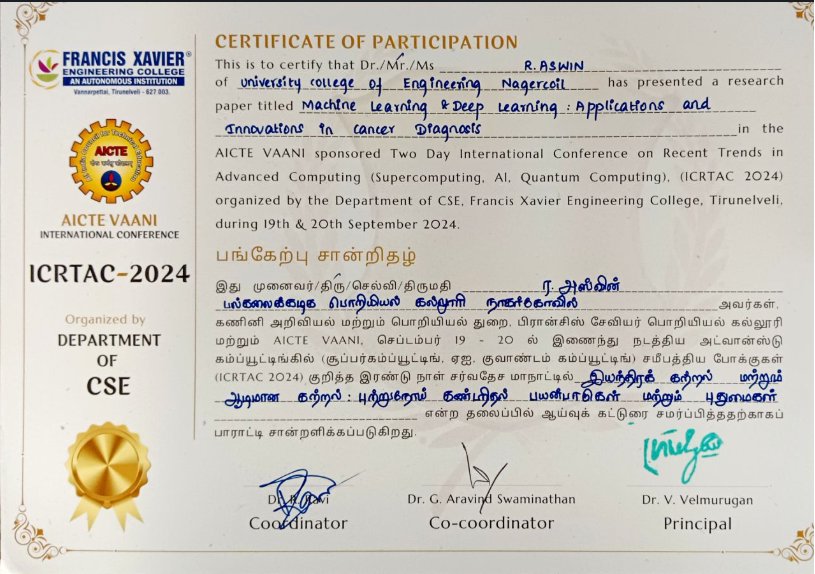 FRANCIS XAVIER
ENGINEERING COLLEGE
AN AUTONOMOUS INSTITUTION
Vannarpettai, Tirunelveli - 627 003.
AICTE
AICTE VAANI
INTERNATIONAL CONFERENCE
ICRTAC-2024
Organized by
DEPARTMENT
OF
CSE
CERTIFICATE OF PARTICIPATION
This is to certify that Dr./Mr./Ms R. ASWIN
of University college of Engineering Nagercoil has presented a research
paper titled Machine Learning & Deep Learning : Applications and
Innovations in Cancer Diagnosis in the
AICTE VAANI sponsored Two Day International Conference on Recent Trends in
Advanced Computing (Supercomputing, AI, Quantum Computing), (ICRTAC 2024)
organized by the Department of CSE, Francis Xavier Engineering College, Tirunelveli,
during 19th & 20th September 2024.
பங்கேற்பு சான்றிதழ்
இது முனைவர்/திரு/செல்வி/திருமதி ர. அஸ்வின்
பல்கலைக்கழக பொறியியல் கல்லூரி நாகர்கோவில் அவர்கள்,
கணினி அறிவியல் மற்றும் பொறியியல் துறை, பிரான்சிஸ் சேவியர் பொறியியல் கல்லூரி
மற்றும் AICTE VAANI, செப்டம்பர் 19 - 20 ல் இணைந்து நடத்திய அட்வான்ஸ்டு
கம்ப்யூட்டிங்கில் (சூப்பர்கம்ப்யூட்டிங், ஏஐ, குவாண்டம் கம்ப்யூட்டிங்) சமீபத்திய போக்குகள்
(ICRTAC 2024) குறித்த இரண்டு நாள் சர்வதேச மாநாட்டில் இயந்திரக் கற்றல் மற்றும்
ஆழமான கற்றல் : புற்றுநோய் கண்டறிதல் பயன்பாடுகள் மற்றும் புதுமைகள்
என்ற தலைப்பில் ஆய்வுக் கட்டுரை சமர்ப்பித்ததற்காகப்
பாராட்டி சான்றளிக்கப்படுகிறது.
Dr. R. Ravi
Coordinator
Dr. G. Aravind Swaminathan
Co-coordinator
Dr. V. Velmurugan
Principal